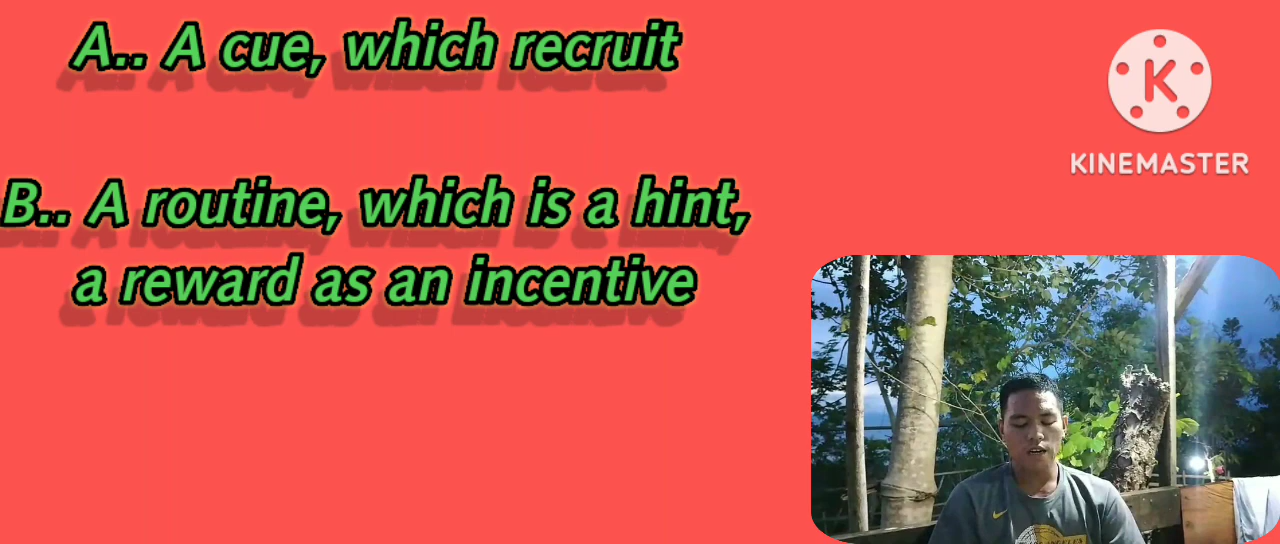 A.. A cue, which recruit
K
KINEMASTER
B.. A routine, which is a hint,
a reward as an incentive